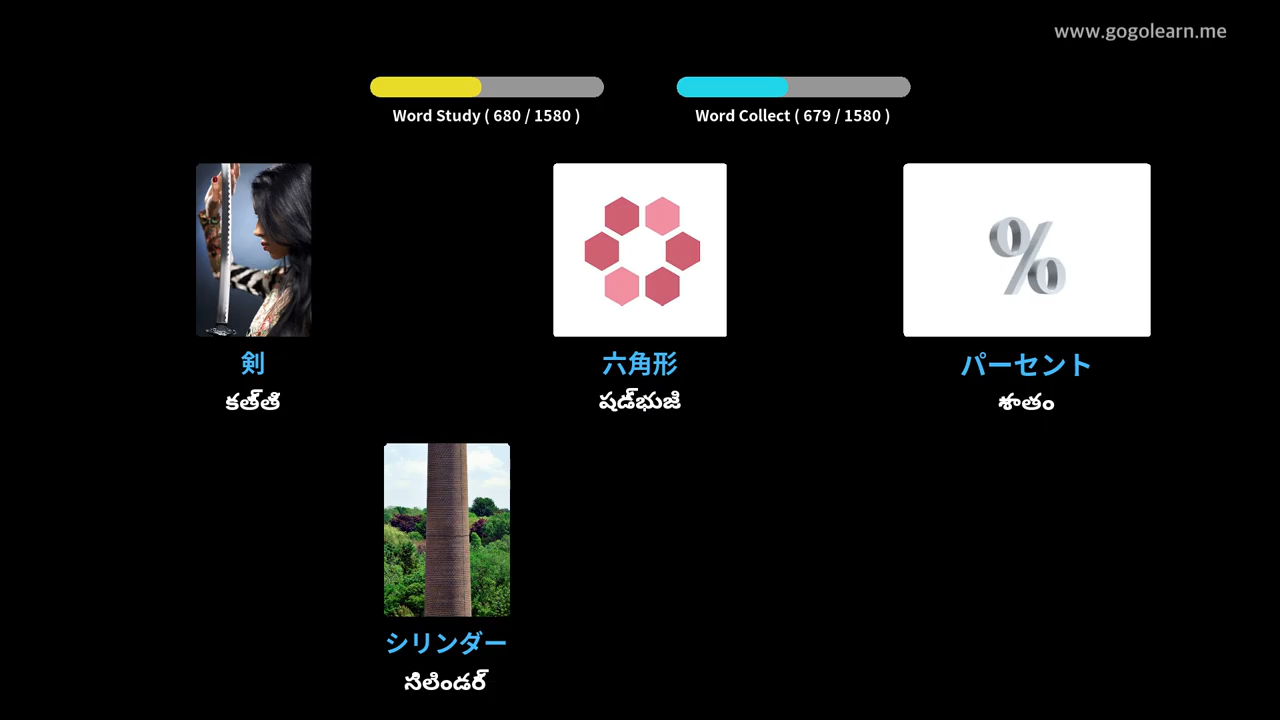 www.gogolearn.me
Word Study ( 680 / 1580 )
Word Collect ( 679 / 1580 )
剣
కత్తి
六角形
షడ్భుజి
パーセント
శాతం
シリンダー
సిలిండర్